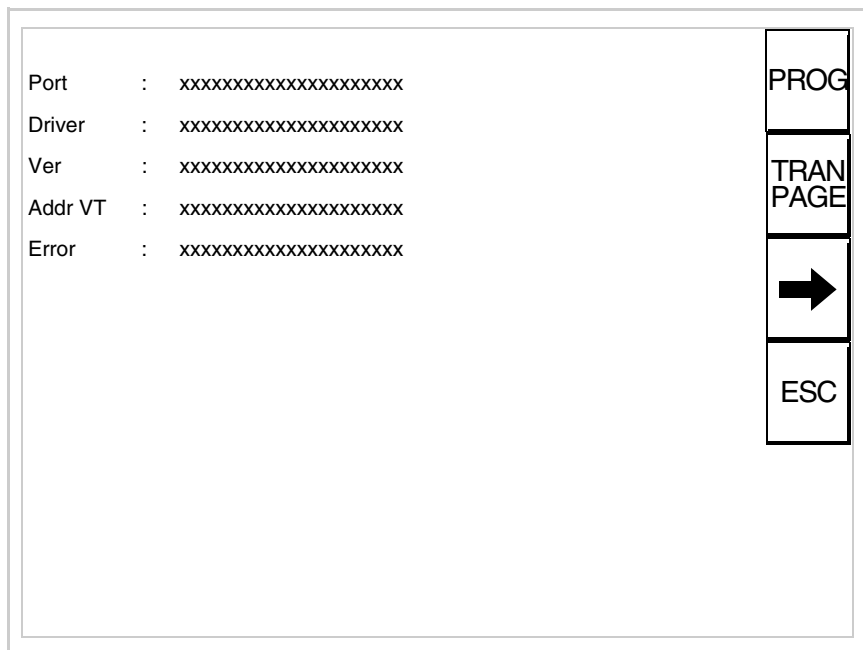 Port : xxxxxxxxxxxxxxxxxxxxx
Driver : xxxxxxxxxxxxxxxxxxxxx
Ver : xxxxxxxxxxxxxxxxxxxxx
Addr VT : xxxxxxxxxxxxxxxxxxxxx
Error : xxxxxxxxxxxxxxxxxxxxx
PROG
TRAN
PAGE
ESC